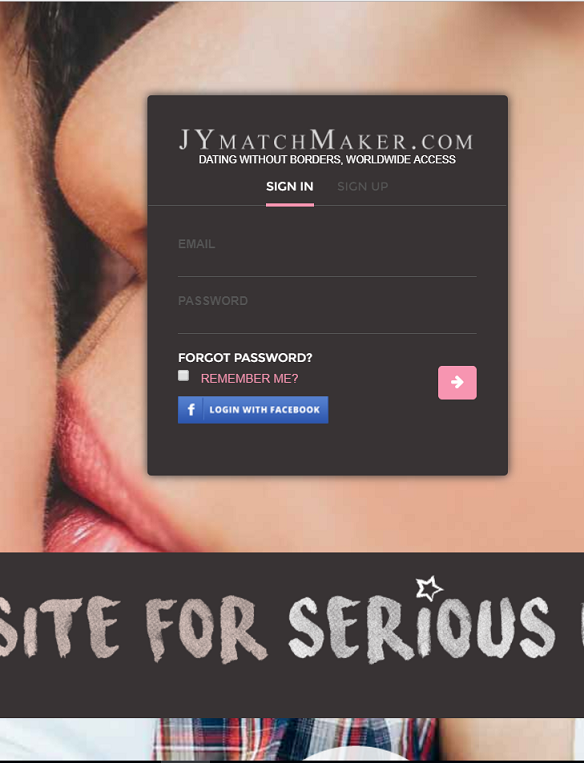 JYMATCHMAKER.COM
DATING WITHOUT BORDERS, WORLDWIDE ACCESS
SIGN IN SIGN UP
EMAIL
PASSWORD
FORGOT PASSWORD?
REMEMBER ME?
f LOGIN WITH FACEBOOK
SiTE FOR SERiOUS